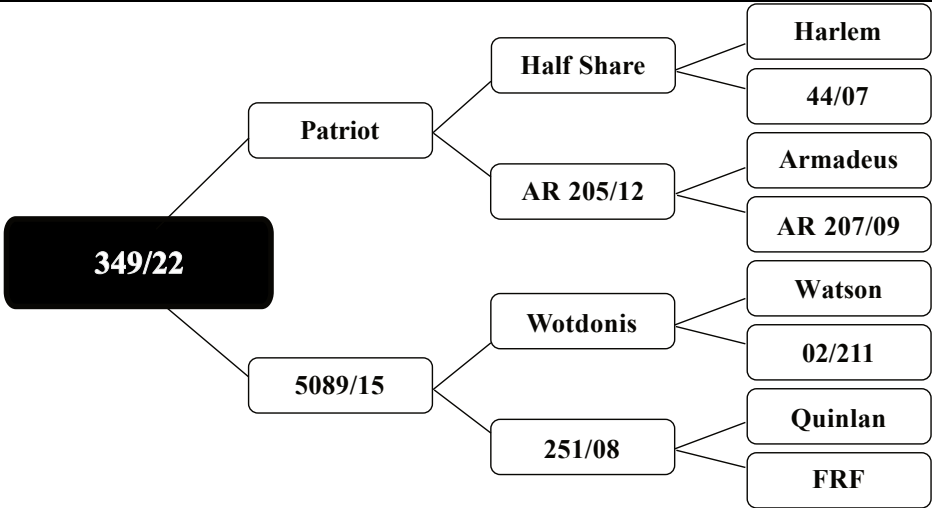 Harlem
Half Share
44/07
Patriot
Armadeus
AR 205/12
AR 207/09
349/22
Watson
Wotdonis
02/211
5089/15
Quinlan
251/08
FRF